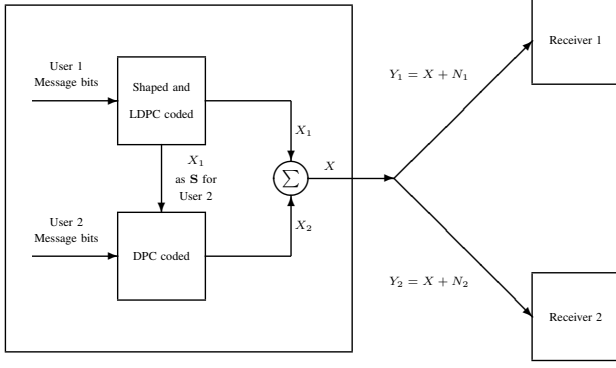 User 1
Message bits
Shaped and
LDPC coded
X₁
X₁
as S for
User 2
∑
X
X₂
User 2
Message bits
DPC coded
Y₁ = X + N₁
Y₂ = X + N₂
Receiver 1
Receiver 2